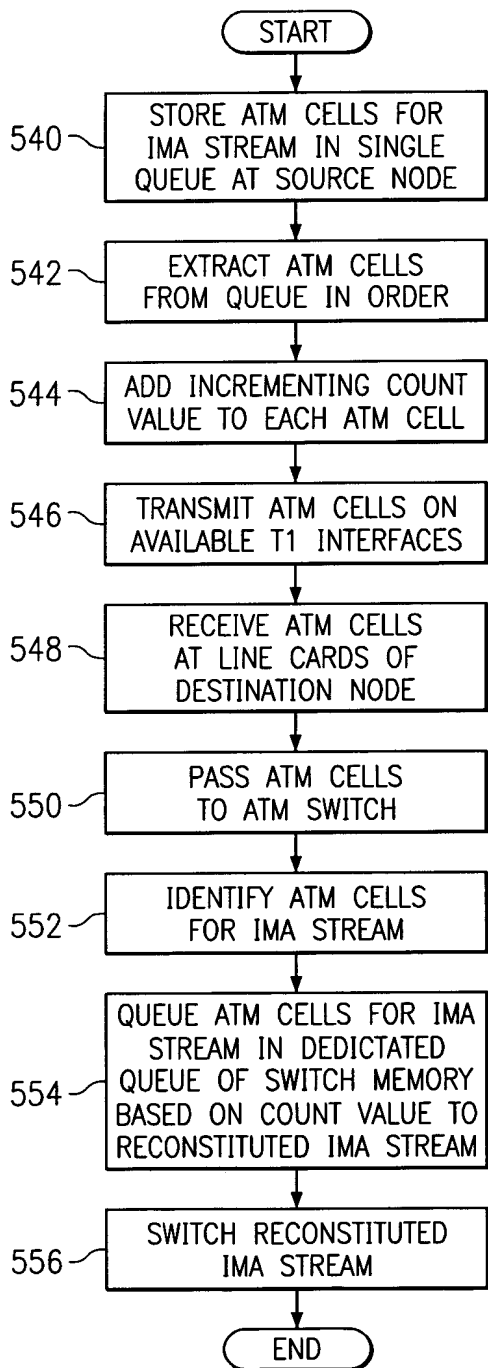 START
540
STORE ATM CELLS FOR
IMA STREAM IN SINGLE
QUEUE AT SOURCE NODE
542
EXTRACT ATM CELLS
FROM QUEUE IN ORDER
544
ADD INCREMENTING COUNT
VALUE TO EACH ATM CELL
546
TRANSMIT ATM CELLS ON
AVAILABLE T1 INTERFACES
548
RECEIVE ATM CELLS
AT LINE CARDS OF
DESTINATION NODE
550
PASS ATM CELLS
TO ATM SWITCH
552
IDENTIFY ATM CELLS
FOR IMA STREAM
554
QUEUE ATM CELLS FOR IMA
STREAM IN DEDICTATED
QUEUE OF SWITCH MEMORY
BASED ON COUNT VALUE TO
RECONSTITUTED IMA STREAM
556
SWITCH RECONSTITUTED
IMA STREAM
END